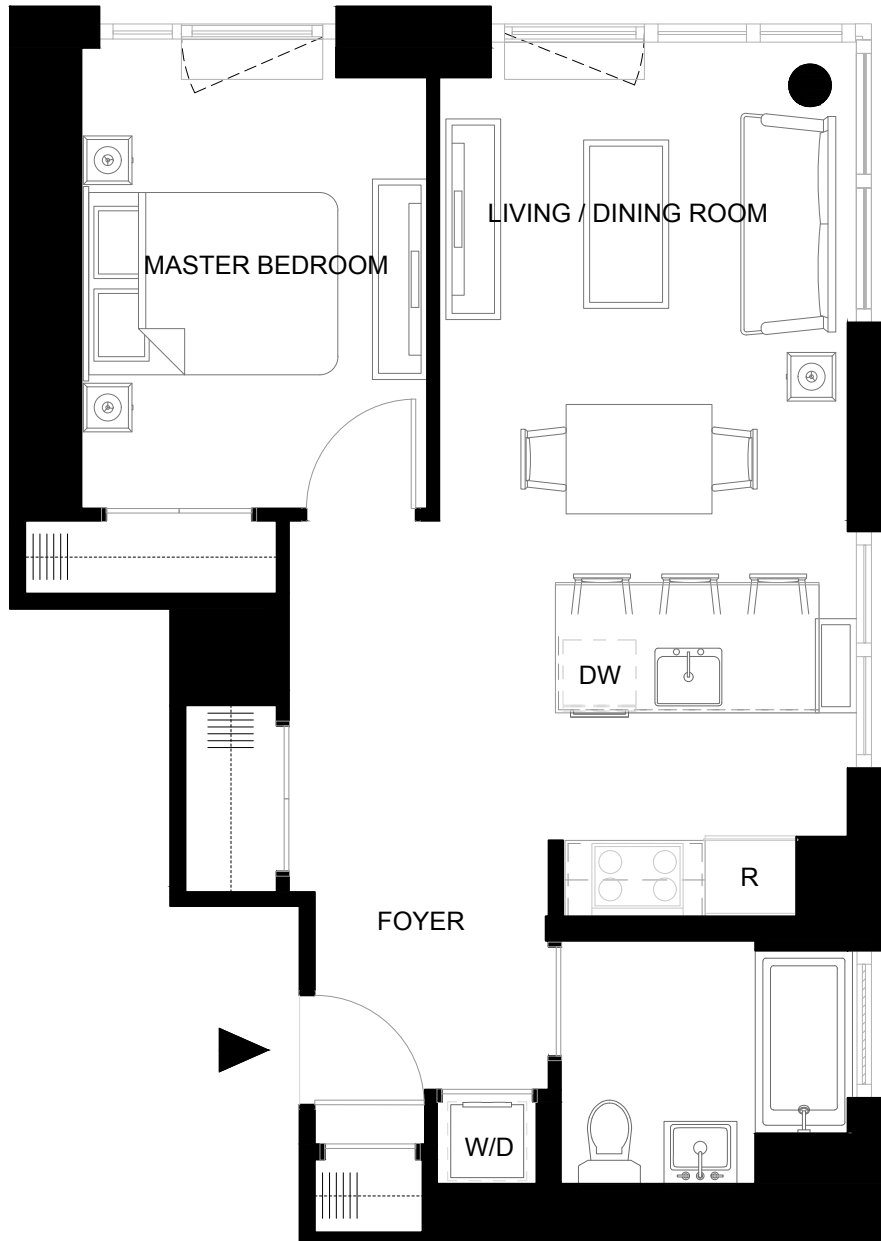 LIVING / DINING ROOM
MASTER BEDROOM
DW
R
FOYER
W/D